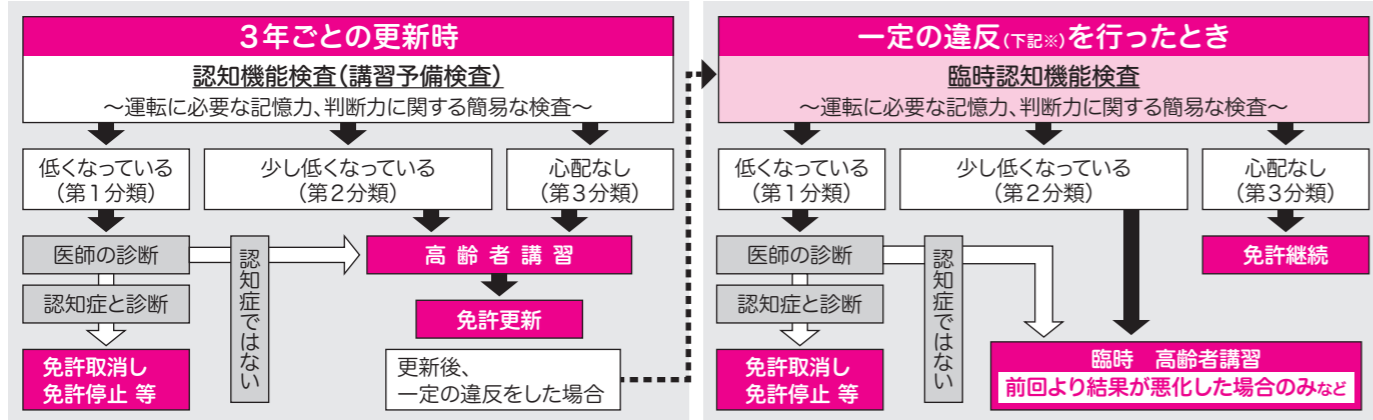 3年ごとの更新時
認知機能検査(講習予備検査)
~運転に必要な記憶力、判断力に関する簡易な検査~
低くなっている
(第1分類)
少し低くなっている
(第2分類)
心配なし
(第3分類)
医師の診断
認知症ではない
高齢者講習
認知症と診断
免許更新
免許取消し
免許停止 等
更新後、
一定の違反をした場合
一定の違反(下記※)を行ったとき
臨時認知機能検査
~運転に必要な記憶力、判断力に関する簡易な検査~
低くなっている
(第1分類)
少し低くなっている
(第2分類)
心配なし
(第3分類)
医師の診断
認知症ではない
免許継続
認知症と診断
免許取消し
免許停止 等
臨時 高齢者講習
前回より結果が悪化した場合のみなど